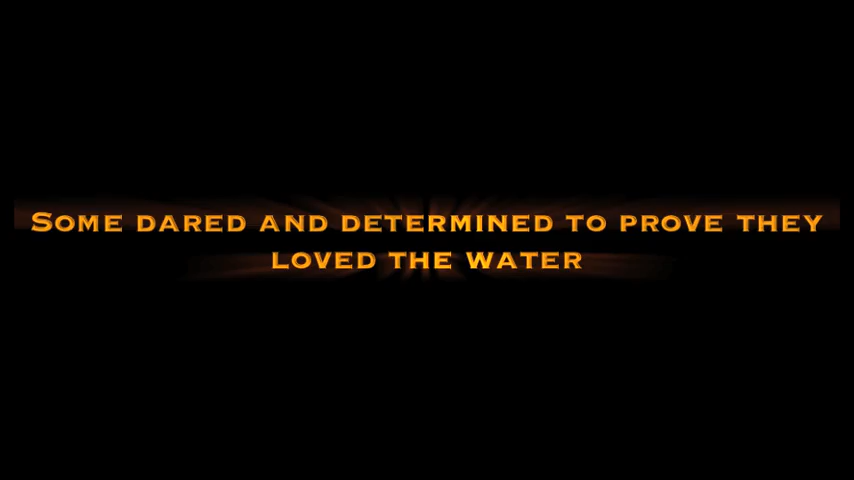 Some dared and determined to prove they
loved the water